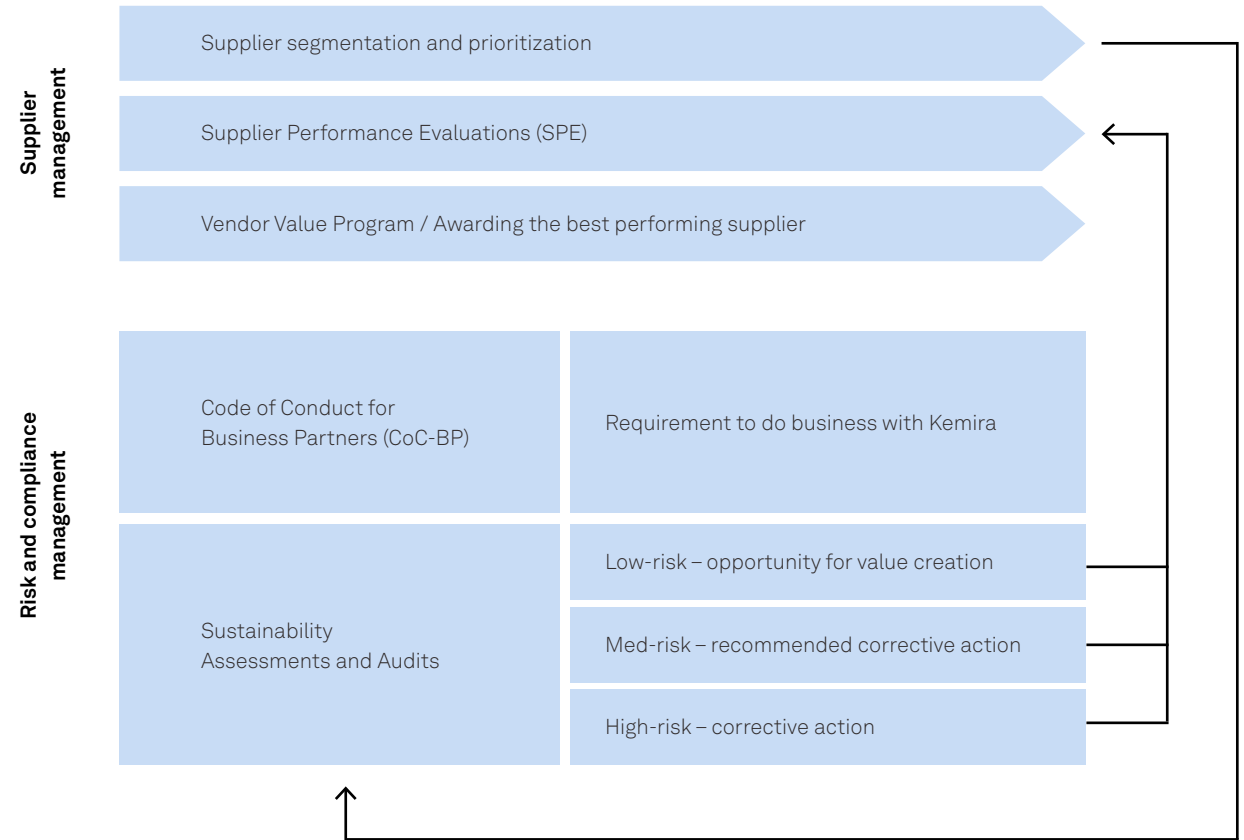 Supplier
management
Supplier segmentation and prioritization
Supplier Performance Evaluations (SPE)
Vendor Value Program / Awarding the best performing supplier
Risk and compliance
management
Code of Conduct for
Business Partners (CoC-BP)
Requirement to do business with Kemira
Sustainability
Assessments and Audits
Low-risk – opportunity for value creation
Med-risk – recommended corrective action
High-risk – corrective action